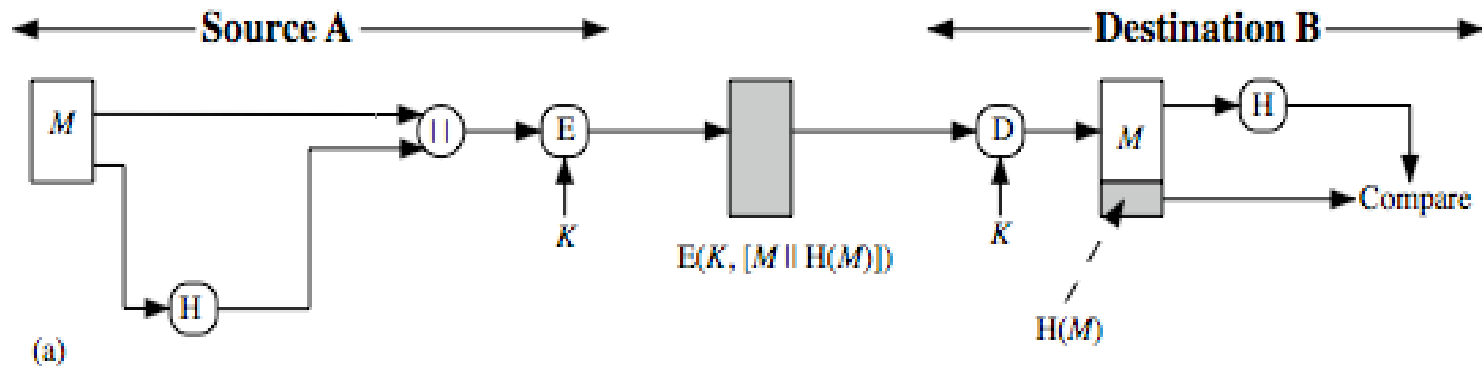 Source A Destination B
M || E D M H
Compare
K K
E(K, [M || H(M)])
H
H(M)
(a)